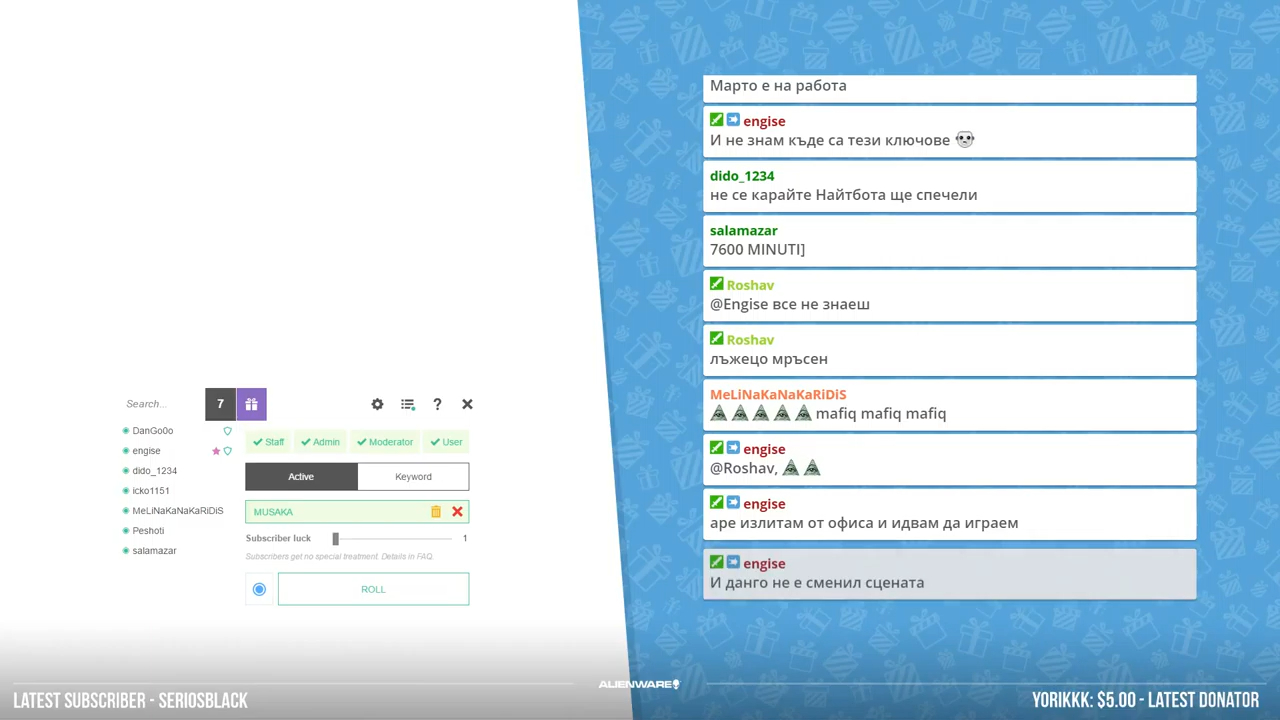 Search...
7
DanGo0o
engise
dido_1234
icko1151
MeLiNaKaNaKaRiDiS
Peshoti
salamazar
?
Staff
Admin
Moderator
User
Active
Keyword
MUSAKA
Subscriber luck
1
Subscribers get no special treatment. Details in FAQ.
ROLL
Марто е на работа
engise
И не знам къде са тези ключове
dido_1234
не се карайте Найтбота ще спечели
salamazar
7600 MINUTI]
Roshav
@Engise все не знаеш
Roshav
лъжецо мръсен
MeLiNaKaNaKaRiDiS
mafiq mafiq mafiq
engise
@Roshav,
engise
аре излитам от офиса и идвам да играем
engise
И данго не е сменил сцената
LATEST SUBSCRIBER - SERIOSBLACK
ALIENWARE
YORIKKK: $5.00 - LATEST DONATOR